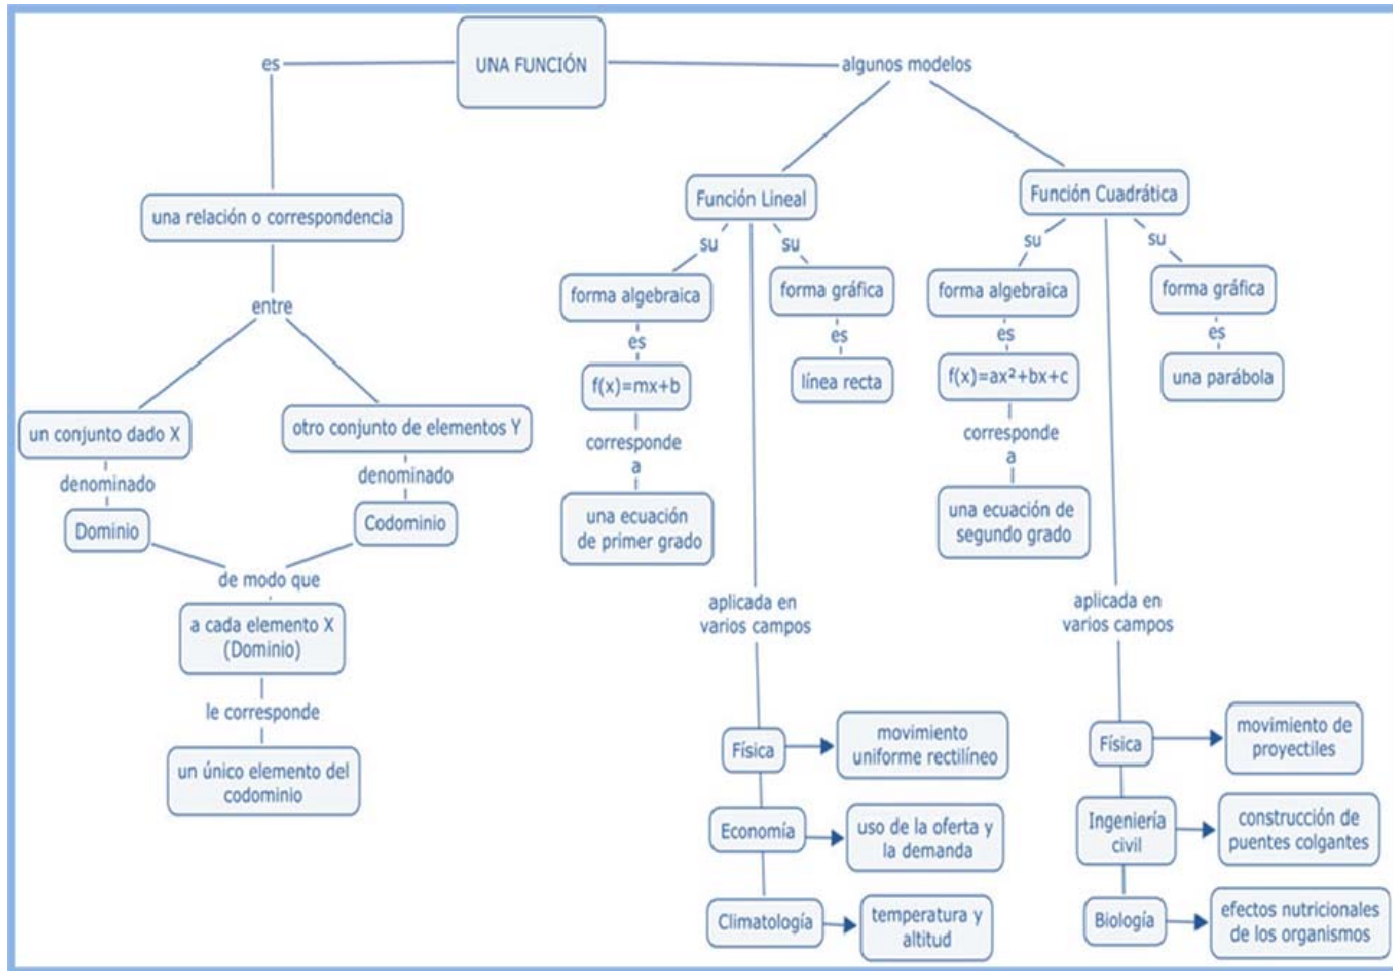 UNA FUNCIÓN
es
una relación o correspondencia
entre
un conjunto dado X
denominado
Dominio
otro conjunto de elementos Y
denominado
Codominio
de modo que
a cada elemento X
(Dominio)
le corresponde
un único elemento del
codominio
algunos modelos
Función Lineal
su
forma algebraica
es
f(x)=mx+b
corresponde
a
una ecuación
de primer grado
su
forma gráfica
es
línea recta
aplicada en
varios campos
Física
movimiento
uniforme rectilíneo
Economía
uso de la oferta y
la demanda
Climatología
temperatura y
altitud
Función Cuadrática
su
forma algebraica
es
f(x)=ax²+bx+c
corresponde
a
una ecuación de
segundo grado
su
forma gráfica
es
una parábola
aplicada en
varios campos
Física
movimiento de
proyectiles
Ingeniería
civil
construcción de
puentes colgantes
Biología
efectos nutricionales
de los organismos